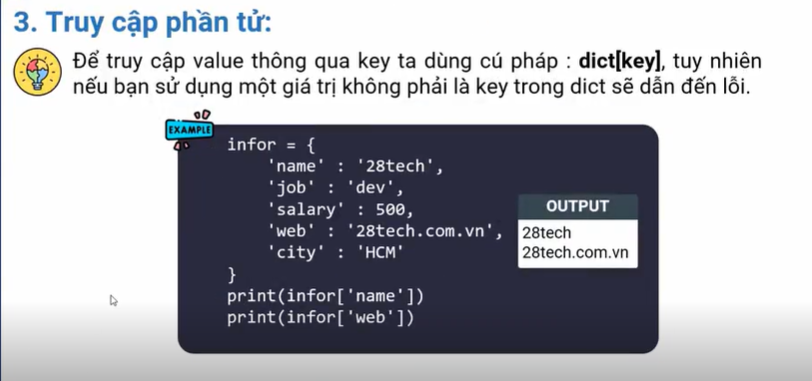 3. Truy cập phần tử:
Để truy cập value thông qua key ta dùng cú pháp : dict[key], tuy nhiên
nếu bạn sử dụng một giá trị không phải là key trong dict sẽ dẫn đến lỗi.
EXAMPLE
infor = {
    'name' : '28tech',
    'job' : 'dev',
    'salary' : 500,
    'web' : '28tech.com.vn',
    'city' : 'HCM'
}
print(infor['name'])
print(infor['web'])
OUTPUT
28tech
28tech.com.vn